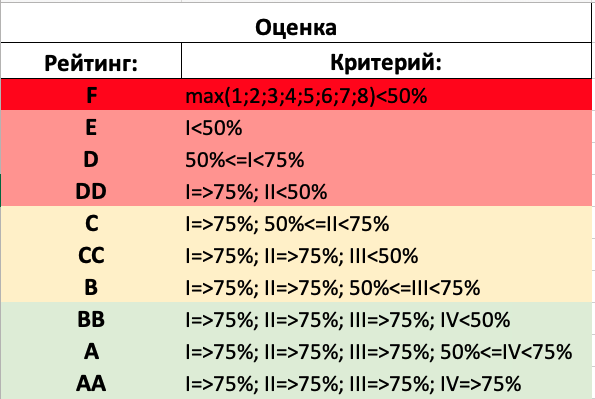 Оценка
Рейтинг: Критерий:
F max(1;2;3;4;5;6;7;8)<50%
E I<50%
D 50%<=I<75%
DD I=>75%; II<50%
C I=>75%; 50%<=II<75%
CC I=>75%; II=>75%; III<50%
B I=>75%; II=>75%; 50%<=III<75%
BB I=>75%; II=>75%; III=>75%; IV<50%
A I=>75%; II=>75%; III=>75%; 50%<=IV<75%
AA I=>75%; II=>75%; III=>75%; IV=>75%